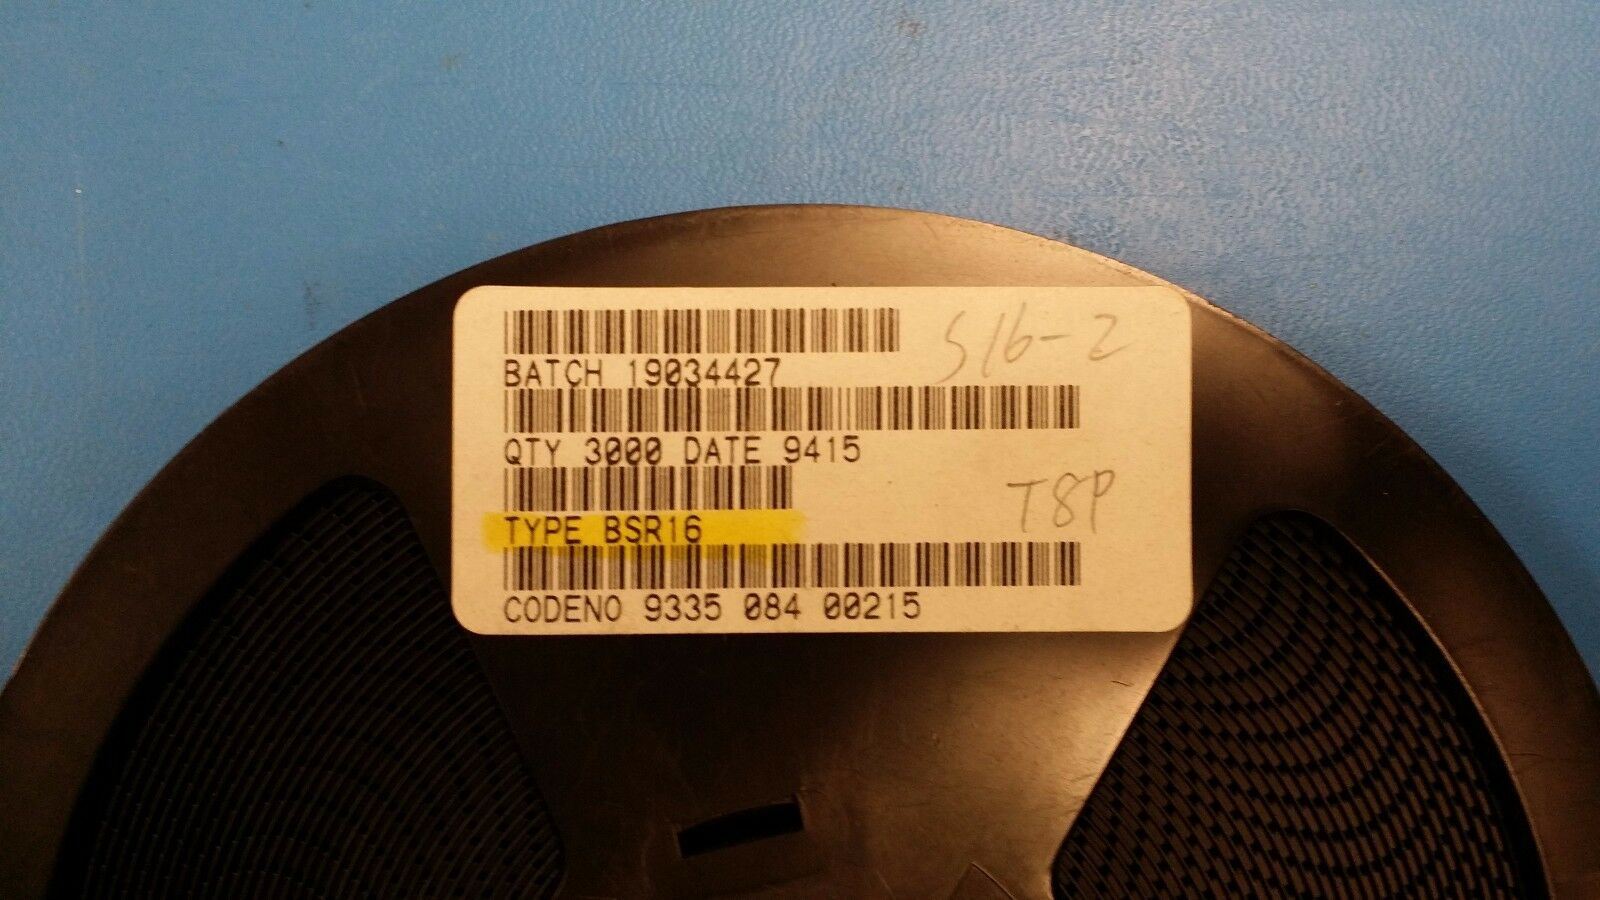 S16-2
BATCH 19034427
QTY 3000 DATE 9415
T8P
TYPE BSR16
CODENO 9335 084 00215